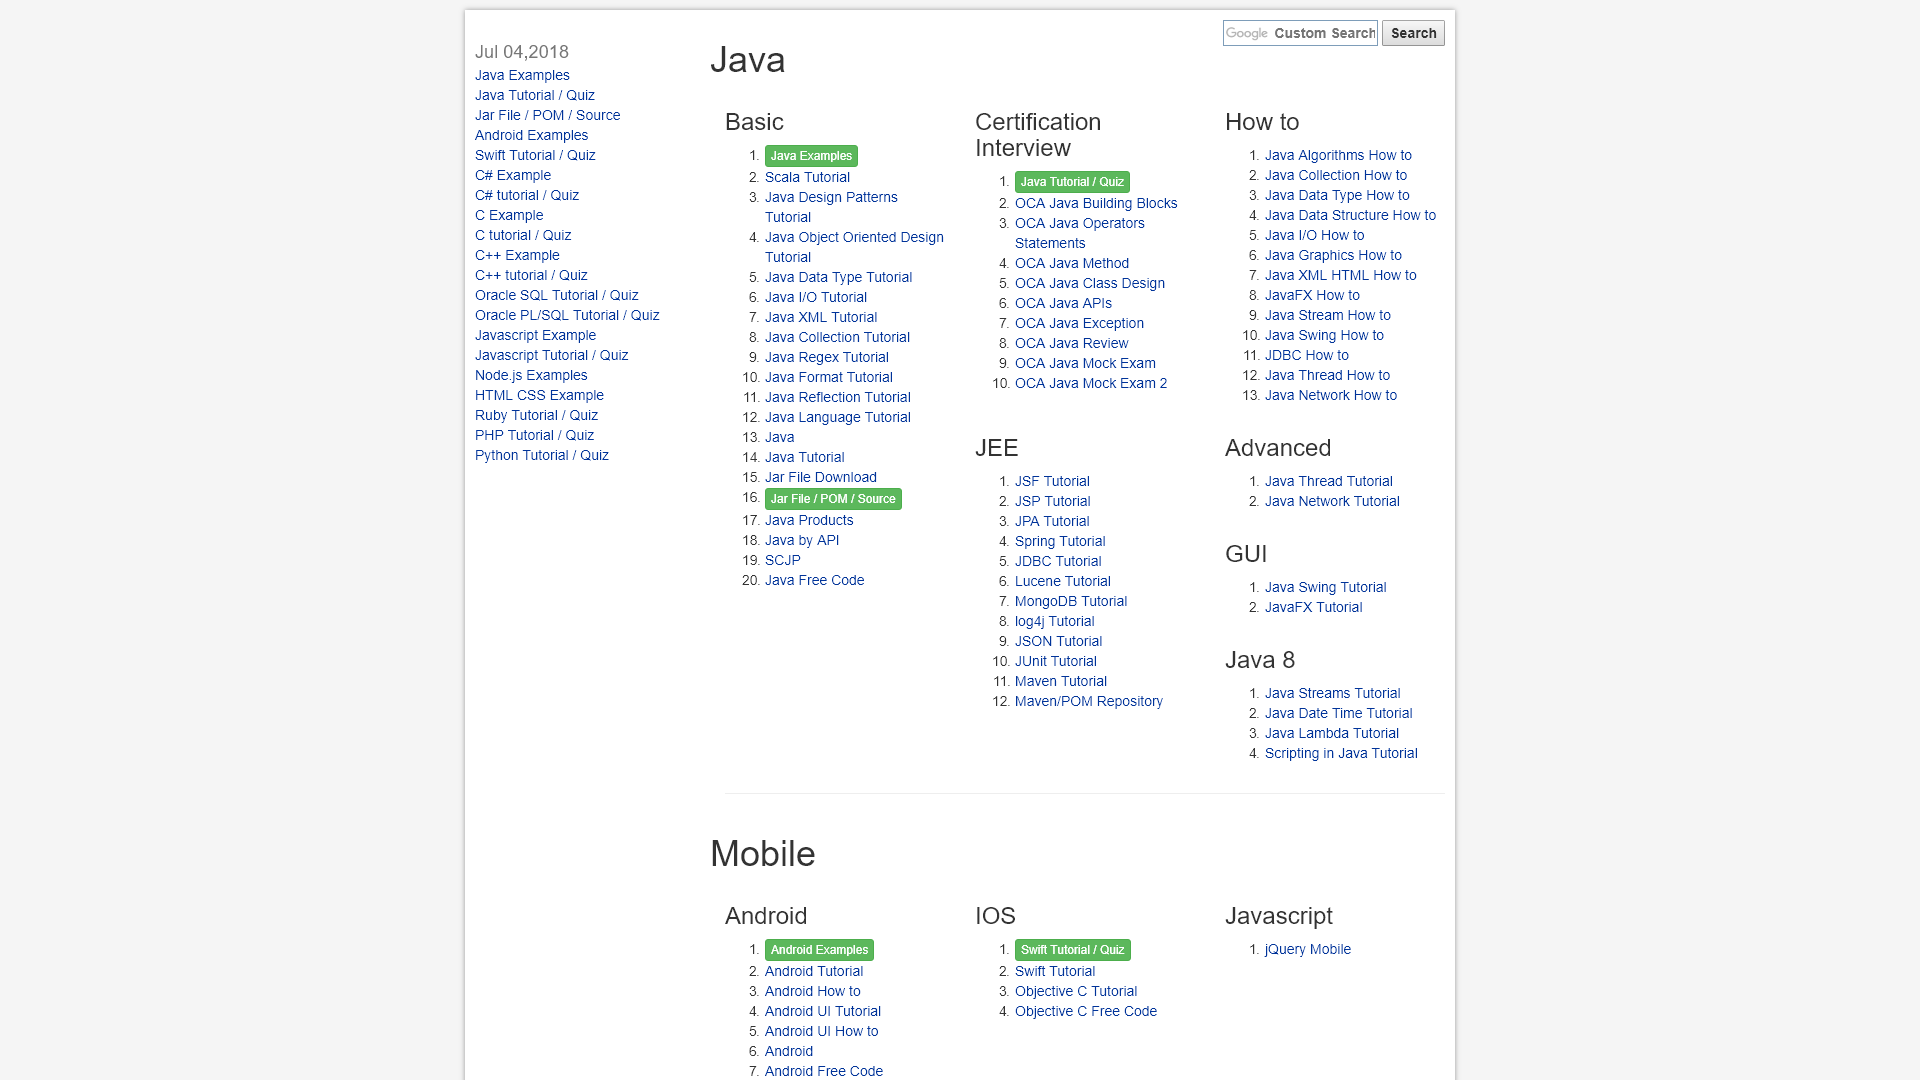 Google Custom Search Search
Jul 04,2018
Java Examples
Java Tutorial / Quiz
Jar File / POM / Source
Android Examples
Swift Tutorial / Quiz
C# Example
C# tutorial / Quiz
C Example
C tutorial / Quiz
C++ Example
C++ tutorial / Quiz
Oracle SQL Tutorial / Quiz
Oracle PL/SQL Tutorial / Quiz
Javascript Example
Javascript Tutorial / Quiz
Node.js Examples
HTML CSS Example
Ruby Tutorial / Quiz
PHP Tutorial / Quiz
Python Tutorial / Quiz
Java
Basic
1. Java Examples
2. Scala Tutorial
3. Java Design Patterns
Tutorial
4. Java Object Oriented Design
Tutorial
5. Java Data Type Tutorial
6. Java I/O Tutorial
7. Java XML Tutorial
8. Java Collection Tutorial
9. Java Regex Tutorial
10. Java Format Tutorial
11. Java Reflection Tutorial
12. Java Language Tutorial
13. Java
14. Java Tutorial
15. Jar File Download
16. Jar File / POM / Source
17. Java Products
18. Java by API
19. SCJP
20. Java Free Code
Certification
Interview
1. Java Tutorial / Quiz
2. OCA Java Building Blocks
3. OCA Java Operators
Statements
4. OCA Java Method
5. OCA Java Class Design
6. OCA Java APIs
7. OCA Java Exception
8. OCA Java Review
9. OCA Java Mock Exam
10. OCA Java Mock Exam 2
How to
1. Java Algorithms How to
2. Java Collection How to
3. Java Data Type How to
4. Java Data Structure How to
5. Java I/O How to
6. Java Graphics How to
7. Java XML HTML How to
8. JavaFX How to
9. Java Stream How to
10. Java Swing How to
11. JDBC How to
12. Java Thread How to
13. Java Network How to
JEE
1. JSF Tutorial
2. JSP Tutorial
3. JPA Tutorial
4. Spring Tutorial
5. JDBC Tutorial
6. Lucene Tutorial
7. MongoDB Tutorial
8. log4j Tutorial
9. JSON Tutorial
10. JUnit Tutorial
11. Maven Tutorial
12. Maven/POM Repository
Advanced
1. Java Thread Tutorial
2. Java Network Tutorial
GUI
1. Java Swing Tutorial
2. JavaFX Tutorial
Java 8
1. Java Streams Tutorial
2. Java Date Time Tutorial
3. Java Lambda Tutorial
4. Scripting in Java Tutorial
Mobile
Android
1. Android Examples
2. Android Tutorial
3. Android How to
4. Android UI Tutorial
5. Android UI How to
6. Android
7. Android Free Code
IOS
1. Swift Tutorial / Quiz
2. Swift Tutorial
3. Objective C Tutorial
4. Objective C Free Code
Javascript
1. jQuery Mobile